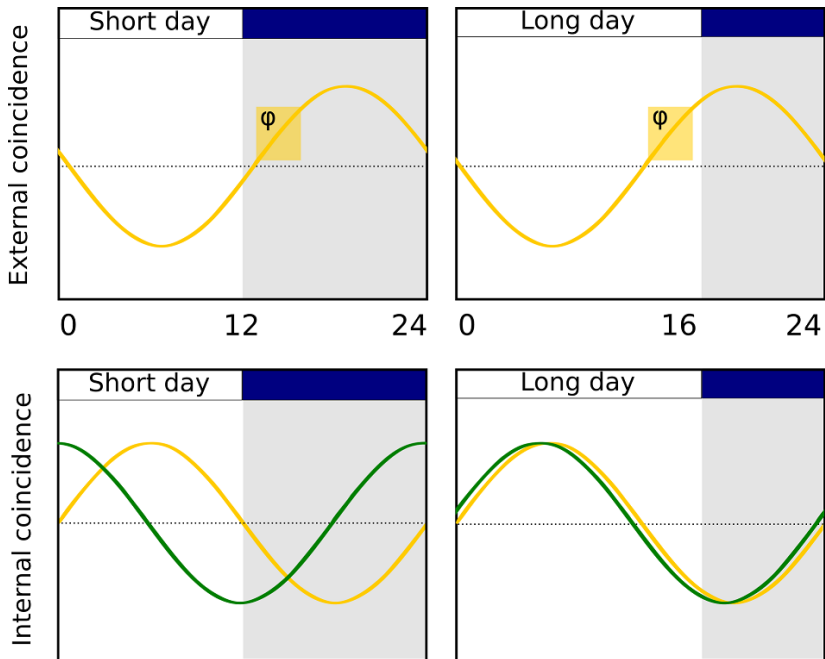 Short day
Long day
External coincidence
φ
φ
0
12
24
0
16
24
Short day
Long day
Internal coincidence